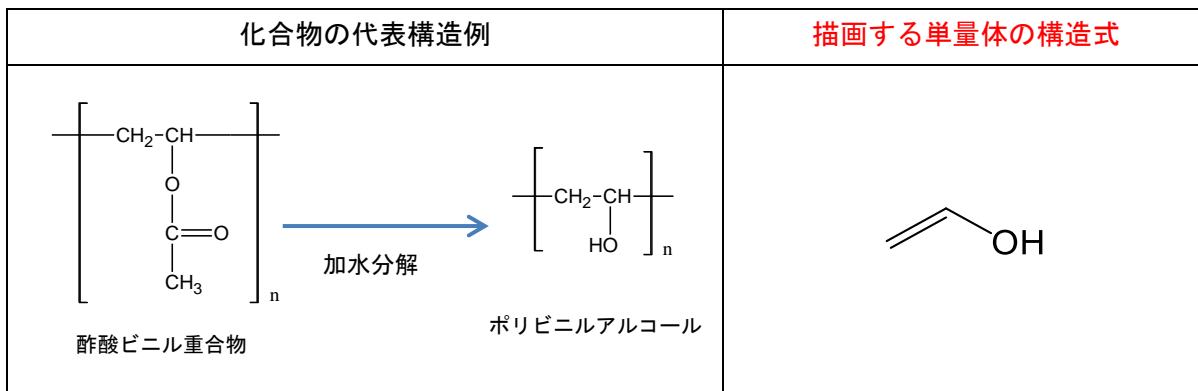 化合物の代表構造例
描画する単量体の構造式
CH2-CH
O
C=O
CH3
n
酢酸ビニル重合物
加水分解
CH2-CH
HO
n
ポリビニルアルコール
OH